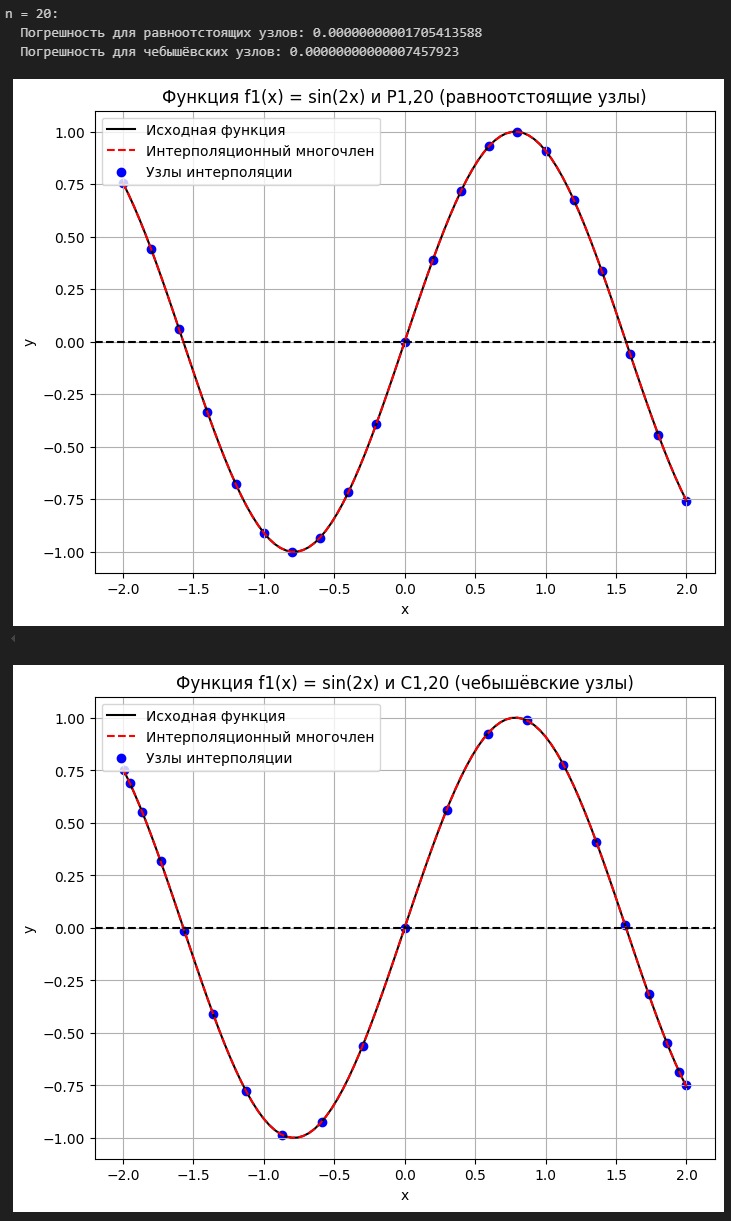 n = 20:
Погрешность для равноотстоящих узлов: 0.00000000001705413588
Погрешность для чебышёвских узлов: 0.00000000000007457923
Функция f1(x) = sin(2x) и P1,20 (равноотстоящие узлы)
Исходная функция
Интерполяционный многочлен
Узлы интерполяции
1.00
0.75
0.50
0.25
0.00
−0.25
−0.50
−0.75
−1.00
y
−2.0 −1.5 −1.0 −0.5 0.0 0.5 1.0 1.5 2.0
x
Функция f1(x) = sin(2x) и C1,20 (чебышёвские узлы)
Исходная функция
Интерполяционный многочлен
Узлы интерполяции
1.00
0.75
0.50
0.25
0.00
−0.25
−0.50
−0.75
−1.00
y
−2.0 −1.5 −1.0 −0.5 0.0 0.5 1.0 1.5 2.0
x